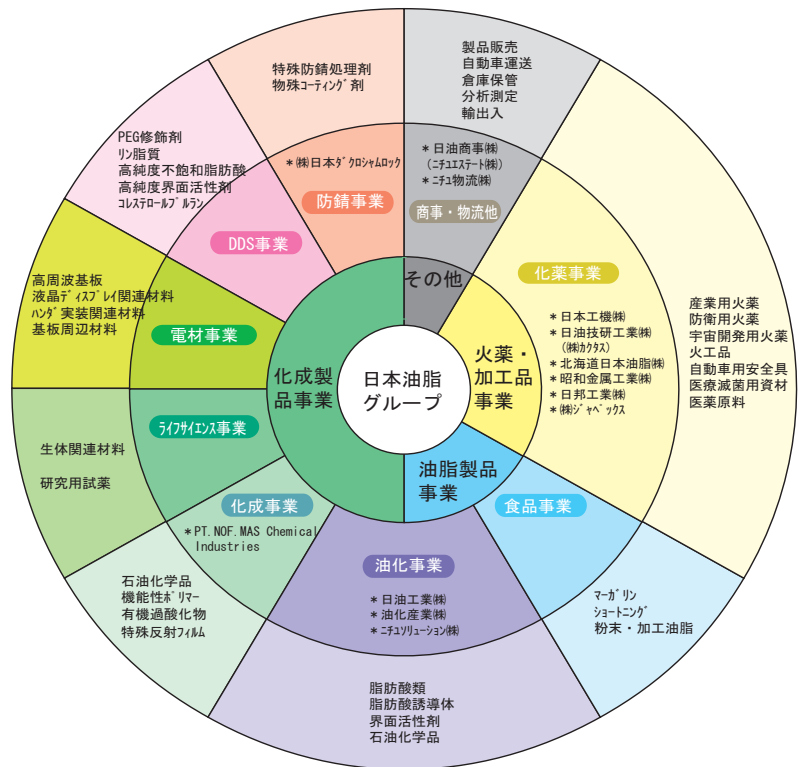 日本油脂
グループ
その他
火薬・
加工品
事業
油脂製品
事業
化成製
品事業
商事・物流他
＊日油商事㈱
（ﾆﾁﾕｴｽﾃｰﾄ㈱）
＊ﾆﾁﾕ物流㈱
製品販売
自動車運送
倉庫保管
分析測定
輸出入
化薬事業
＊日本工機㈱
＊日油技研工業㈱
（㈱ｶｸﾀｽ）
＊北海道日本油脂㈱
＊昭和金属工業㈱
＊日邦工業㈱
＊㈱ｼﾞｬﾍﾟｯｸｽ
産業用火薬
防衛用火薬
宇宙開発用火薬
火工品
自動車用安全具
医療滅菌用資材
医薬原料
食品事業
ﾏｰｶﾞﾘﾝ
ｼｮｰﾄﾆﾝｸﾞ
粉末・加工油脂
油化事業
＊日油工業㈱
＊油化産業㈱
＊ﾆﾁﾕｿﾘｭｰｼｮﾝ㈱
脂肪酸類
脂肪酸誘導体
界面活性剤
石油化学品
化成事業
＊PT.NOF.MAS Chemical
Industries
石油化学品
機能性ﾎﾟﾘﾏｰ
有機過酸化物
特殊反射ﾌｨﾙﾑ
ﾗｲﾌｻｲｴﾝｽ事業
生体関連材料
研究用試薬
電材事業
高周波基板
液晶ﾃﾞｨｽﾌﾟﾚｲ関連材料
ﾊﾝﾀﾞ実装関連材料
基板周辺材料
DDS事業
PEG修飾剤
ﾘﾝ脂質
高純度不飽和脂肪酸
高純度界面活性剤
ｺﾚｽﾃﾛｰﾙﾌﾟﾙﾗﾝ
防錆事業
＊㈱日本ﾀﾞｸﾛｼｬﾑﾛｯｸ
特殊防錆処理剤
物殊ｺｰﾃｨﾝｸﾞ剤